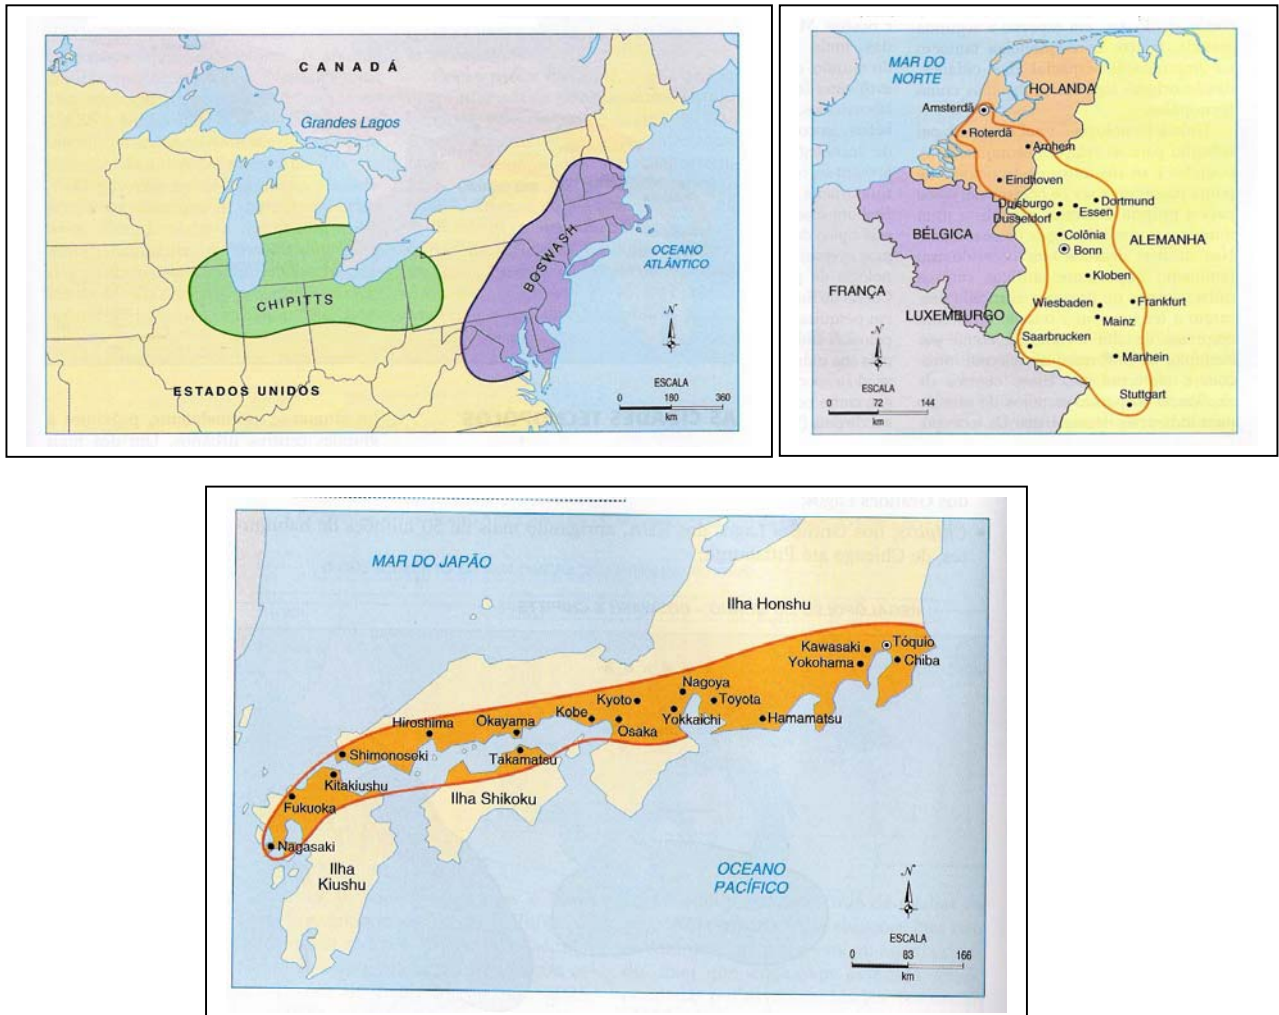 CANADÁ
Grandes Lagos
CHIPITTS
BOSWASH
OCEANO
ATLÂNTICO
ESTADOS UNIDOS
N
ESCALA
0 180 360
km
MAR DO
NORTE
HOLANDA
Amsterdã
Roterdã
Arnhem
Eindhoven
Duisburgo
Dortmund
Essen
Dusseldorf
Colônia
BÉLGICA
Bonn
ALEMANHA
Kloben
FRANÇA
Wiesbaden
Frankfurt
LUXEMBURGO
Mainz
Saarbrucken
Manhein
Stuttgart
N
ESCALA
0 72 144
km
MAR DO JAPÃO
Ilha Honshu
Kawasaki
Tóquio
Yokohama
Chiba
Nagoya
Kyoto
Toyota
Kobe
Yokkaichi
Hamamatsu
Osaka
Okayama
Hiroshima
Takamatsu
Shimonoseki
Kitakiushu
Fukuoka
Ilha Shikoku
Nagasaki
Ilha
Kiushu
OCEANO
PACÍFICO
N
ESCALA
0 83 166
km